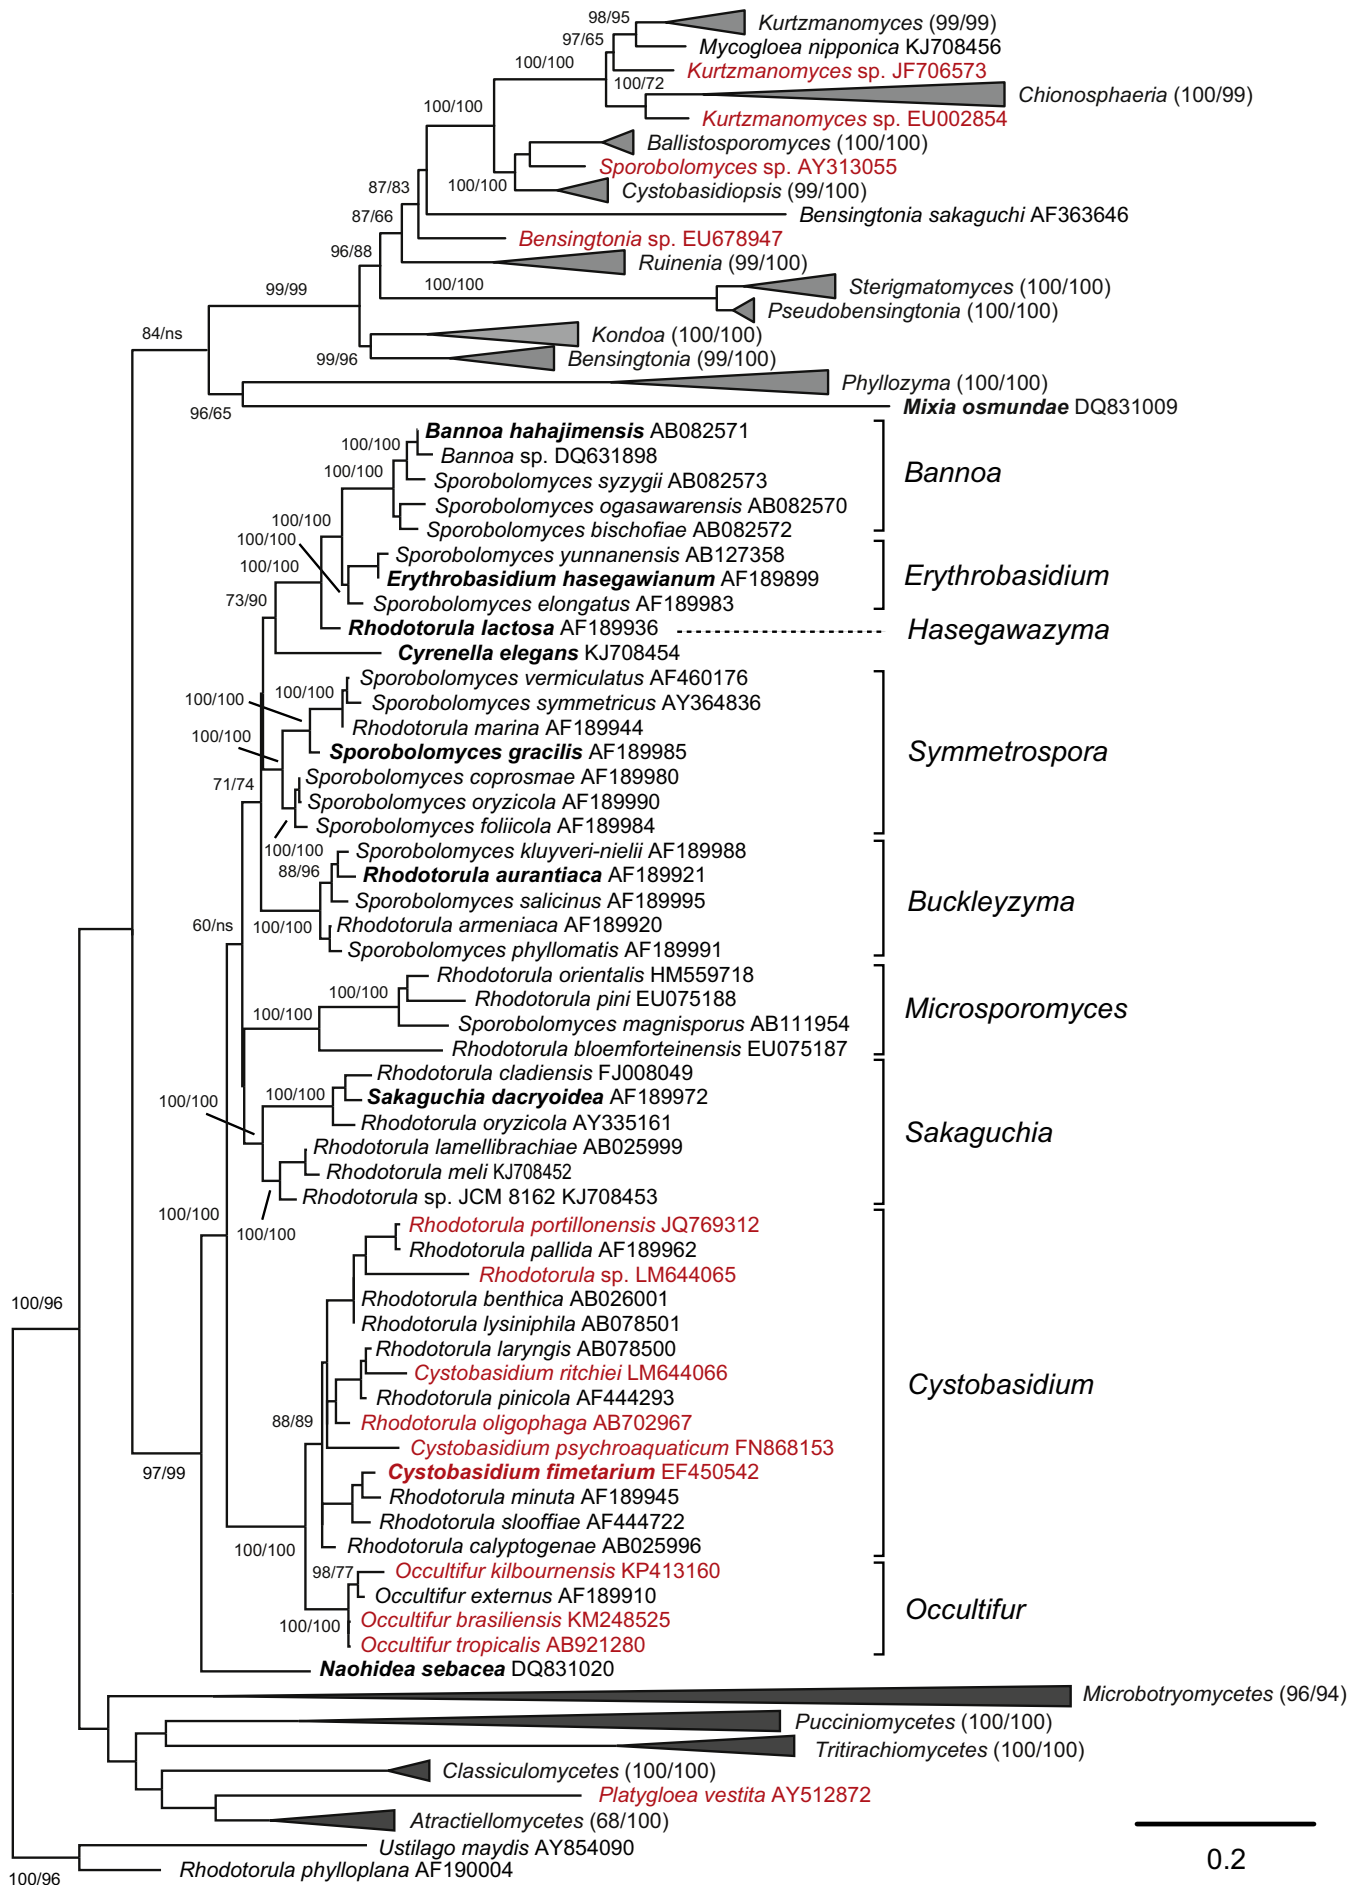 98/95
Kurtzmanomyces (99/99)
97/65
Mycogloea nipponica KJ708456
100/100
Kurtzmanomyces sp. JF706573
100/72
Chionosphaeria (100/99)
100/100
Kurtzmanomyces sp. EU002854
Ballistosporomyces (100/100)
Sporobolomyces sp. AY313055
87/83
100/100
Cystobasidiopsis (99/100)
87/66
Bensingtonia sakaguchi AF363646
96/88
Bensingtonia sp. EU678947
Ruinenia (99/100)
99/99
100/100
Sterigmatomyces (100/100)
Pseudobensingtonia (100/100)
84/ns
Kondoa (100/100)
99/96
Bensingtonia (99/100)
Phyllozyma (100/100)
96/65
Mixia osmundae DQ831009
Bannoa hahajimensis AB082571
100/100
Bannoa sp. DQ631898
100/100
Bannoa
Sporobolomyces syzygii AB082573
Sporobolomyces ogasawarensis AB082570
100/100
Sporobolomyces bischofiae AB082572
100/100
Sporobolomyces yunnanensis AB127358
100/100
Erythrobasidium hasegawianum AF189899
Erythrobasidium
73/90
Sporobolomyces elongatus AF189983
Rhodotorula lactosa AF189936
Hasegawazyma
Cyrenella elegans KJ708454
Sporobolomyces vermiculatus AF460176
100/100
100/100
Sporobolomyces symmetricus AY364836
Rhodotorula marina AF189944
100/100
Sporobolomyces gracilis AF189985
Symmetrospora
Sporobolomyces coprosmae AF189980
71/74
Sporobolomyces oryzicola AF189990
Sporobolomyces foliicola AF189984
100/100
Sporobolomyces kluyveri-nielii AF189988
88/96
Rhodotorula aurantiaca AF189921
Sporobolomyces salicinus AF189995
Buckleyzyma
60/ns
100/100
Rhodotorula armeniaca AF189920
Sporobolomyces phyllomatis AF189991
Rhodotorula orientalis HM559718
100/100
Rhodotorula pini EU075188
100/100
Microsporomyces
Sporobolomyces magnisporus AB111954
Rhodotorula bloemforteinensis EU075187
Rhodotorula cladiensis FJ008049
100/100
100/100
Sakaguchia dacryoidea AF189972
Rhodotorula oryzicola AY335161
Sakaguchia
Rhodotorula lamellibrachiae AB025999
Rhodotorula meli KJ708452
Rhodotorula sp. JCM 8162 KJ708453
100/100
100/100
Rhodotorula portillonensis JQ769312
Rhodotorula pallida AF189962
Rhodotorula sp. LM644065
100/96
Rhodotorula benthica AB026001
Rhodotorula lysiniphila AB078501
Rhodotorula laryngis AB078500
Cystobasidium ritchiei LM644066
Cystobasidium
Rhodotorula pinicola AF444293
88/89
Rhodotorula oligophaga AB702967
Cystobasidium psychroaquaticum FN868153
97/99
Cystobasidium fimetarium EF450542
Rhodotorula minuta AF189945
Rhodotorula slooffiae AF444722
100/100
Rhodotorula calyptogenae AB025996
98/77
Occultifur kilbournensis KP413160
Occultifur externus AF189910
Occultifur
100/100
Occultifur brasiliensis KM248525
Occultifur tropicalis AB921280
Naohidea sebacea DQ831020
Microbotryomycetes (96/94)
Pucciniomycetes (100/100)
Tritirachiomycetes (100/100)
Classiculomycetes (100/100)
Platygloea vestita AY512872
Atractiellomycetes (68/100)
Ustilago maydis AY854090
0.2
100/96
Rhodotorula phylloplana AF190004